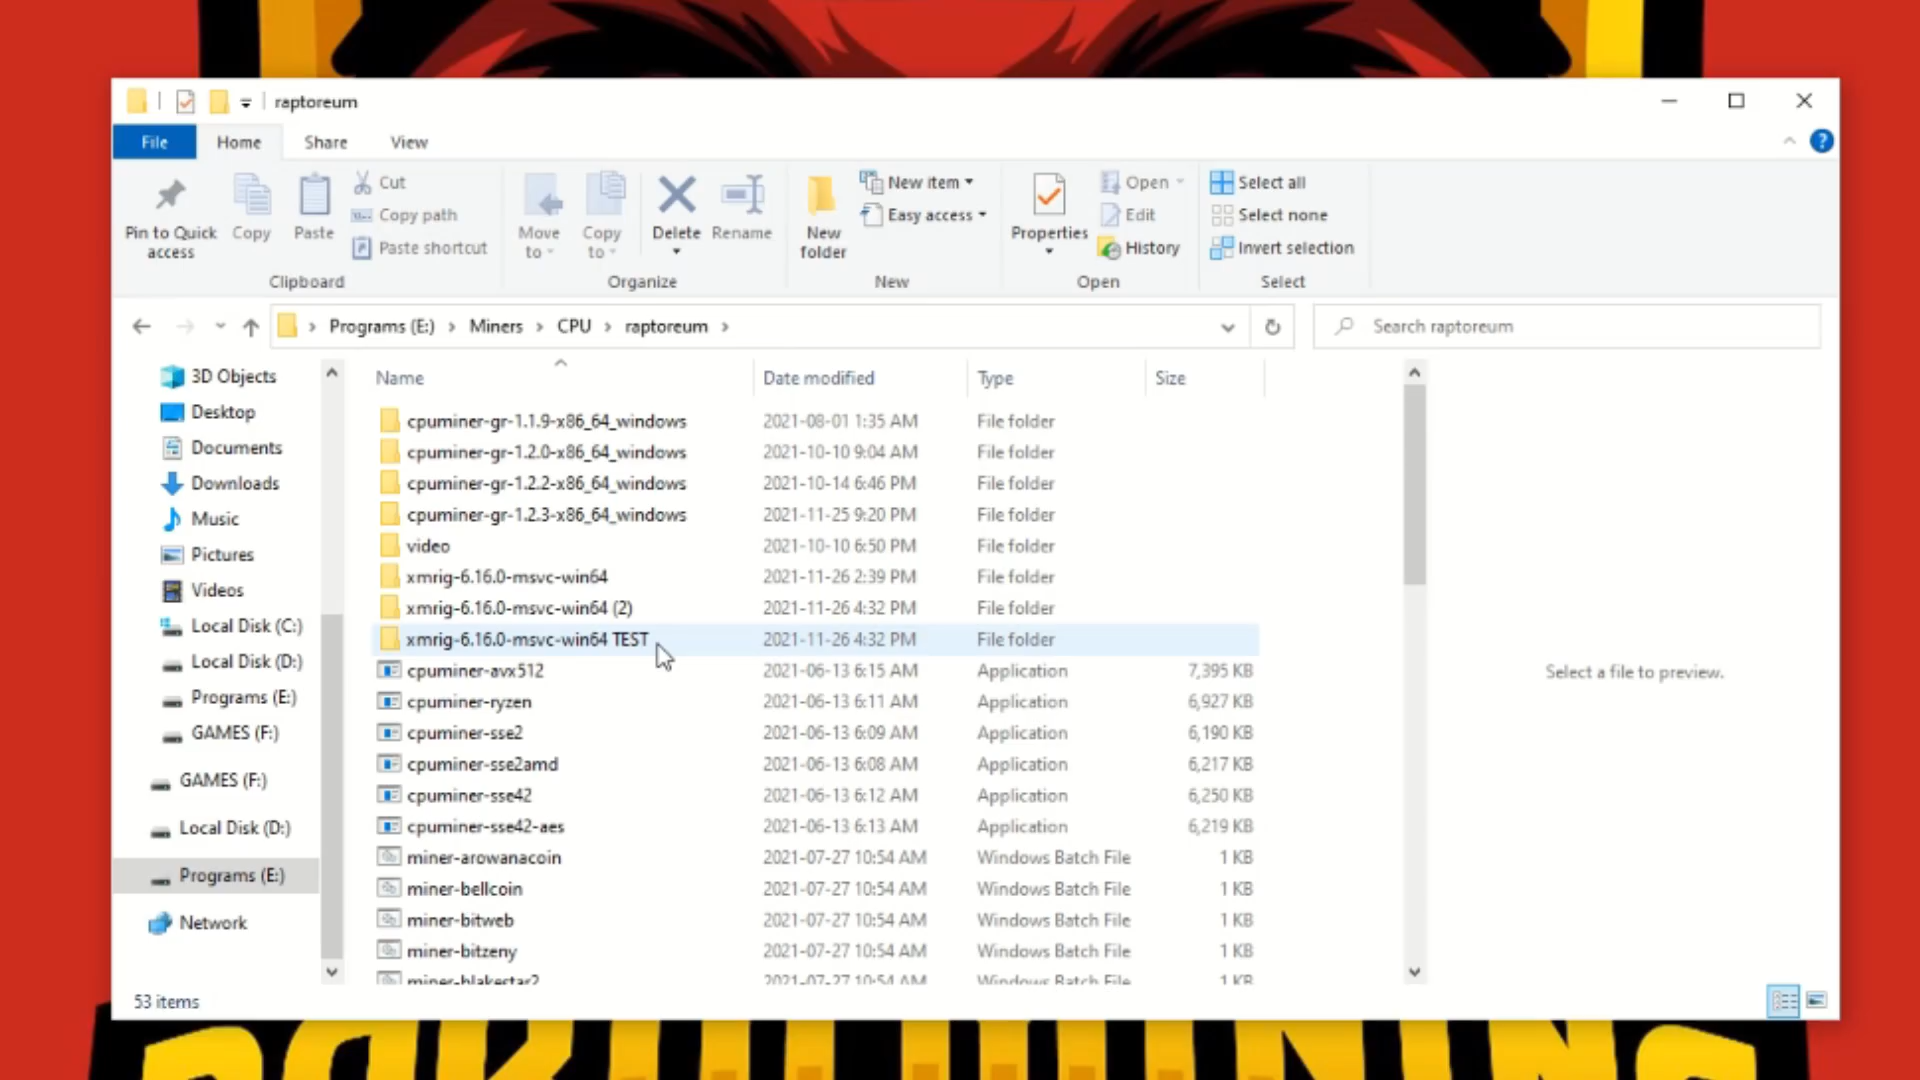 raptoreum
File Home Share View
Pin to Quick access
Copy
Paste
Cut
Copy path
Paste shortcut
Clipboard
Move to
Copy to
Delete
Rename
Organize
New folder
New item
Easy access
New
Properties
Open
Edit
History
Open
Select all
Select none
Invert selection
Select
Programs (E:) Miners CPU raptoreum
Search raptoreum
3D Objects
Desktop
Documents
Downloads
Music
Pictures
Videos
Local Disk (C:)
Local Disk (D:)
Programs (E:)
GAMES (F:)
GAMES (F:)
Local Disk (D:)
Programs (E:)
Network
Name Date modified Type Size
cpuminer-gr-1.1.9-x86_64_windows 2021-08-01 1:35 AM File folder
cpuminer-gr-1.2.0-x86_64_windows 2021-10-10 9:04 AM File folder
cpuminer-gr-1.2.2-x86_64_windows 2021-10-14 6:46 PM File folder
cpuminer-gr-1.2.3-x86_64_windows 2021-11-25 9:20 PM File folder
video 2021-10-10 6:50 PM File folder
xmrig-6.16.0-msvc-win64 2021-11-26 2:39 PM File folder
xmrig-6.16.0-msvc-win64 (2) 2021-11-26 4:32 PM File folder
xmrig-6.16.0-msvc-win64 TEST 2021-11-26 4:32 PM File folder
cpuminer-avx512 2021-06-13 6:15 AM Application 7,395 KB
cpuminer-ryzen 2021-06-13 6:11 AM Application 6,927 KB
cpuminer-sse2 2021-06-13 6:09 AM Application 6,190 KB
cpuminer-sse2amd 2021-06-13 6:08 AM Application 6,217 KB
cpuminer-sse42 2021-06-13 6:12 AM Application 6,250 KB
cpuminer-sse42-aes 2021-06-13 6:13 AM Application 6,219 KB
miner-arowanacoin 2021-07-27 10:54 AM Windows Batch File 1 KB
miner-bellcoin 2021-07-27 10:54 AM Windows Batch File 1 KB
miner-bitweb 2021-07-27 10:54 AM Windows Batch File 1 KB
miner-bitzeny 2021-07-27 10:54 AM Windows Batch File 1 KB
miner-blakestar2 2021-07-27 10:54 AM Windows Batch File 1 KB
Select a file to preview.
53 items